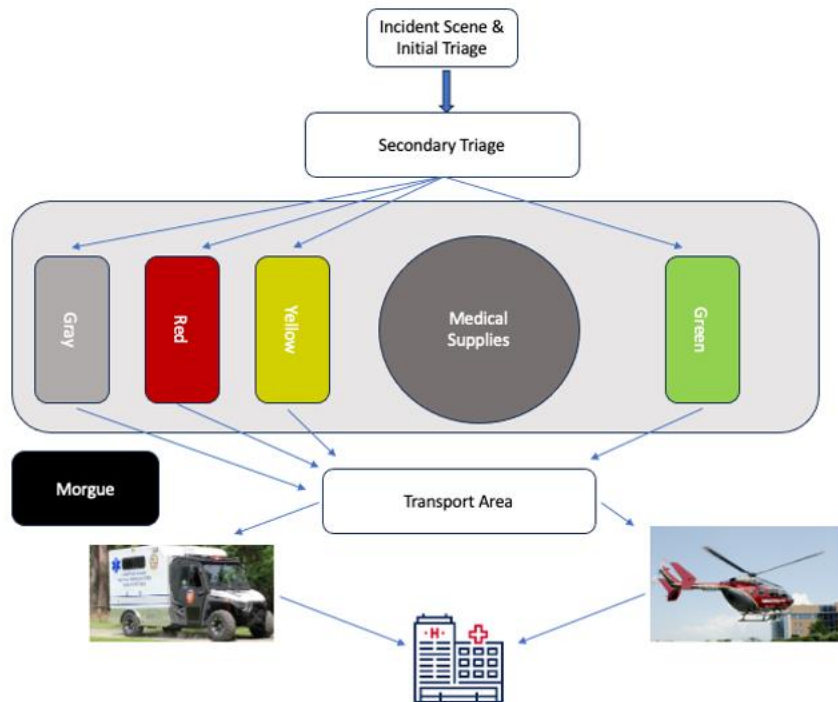 Incident Scene &
Initial Triage
Secondary Triage
Gray
Red
Yellow
Medical
Supplies
Green
Morgue
Transport Area
H